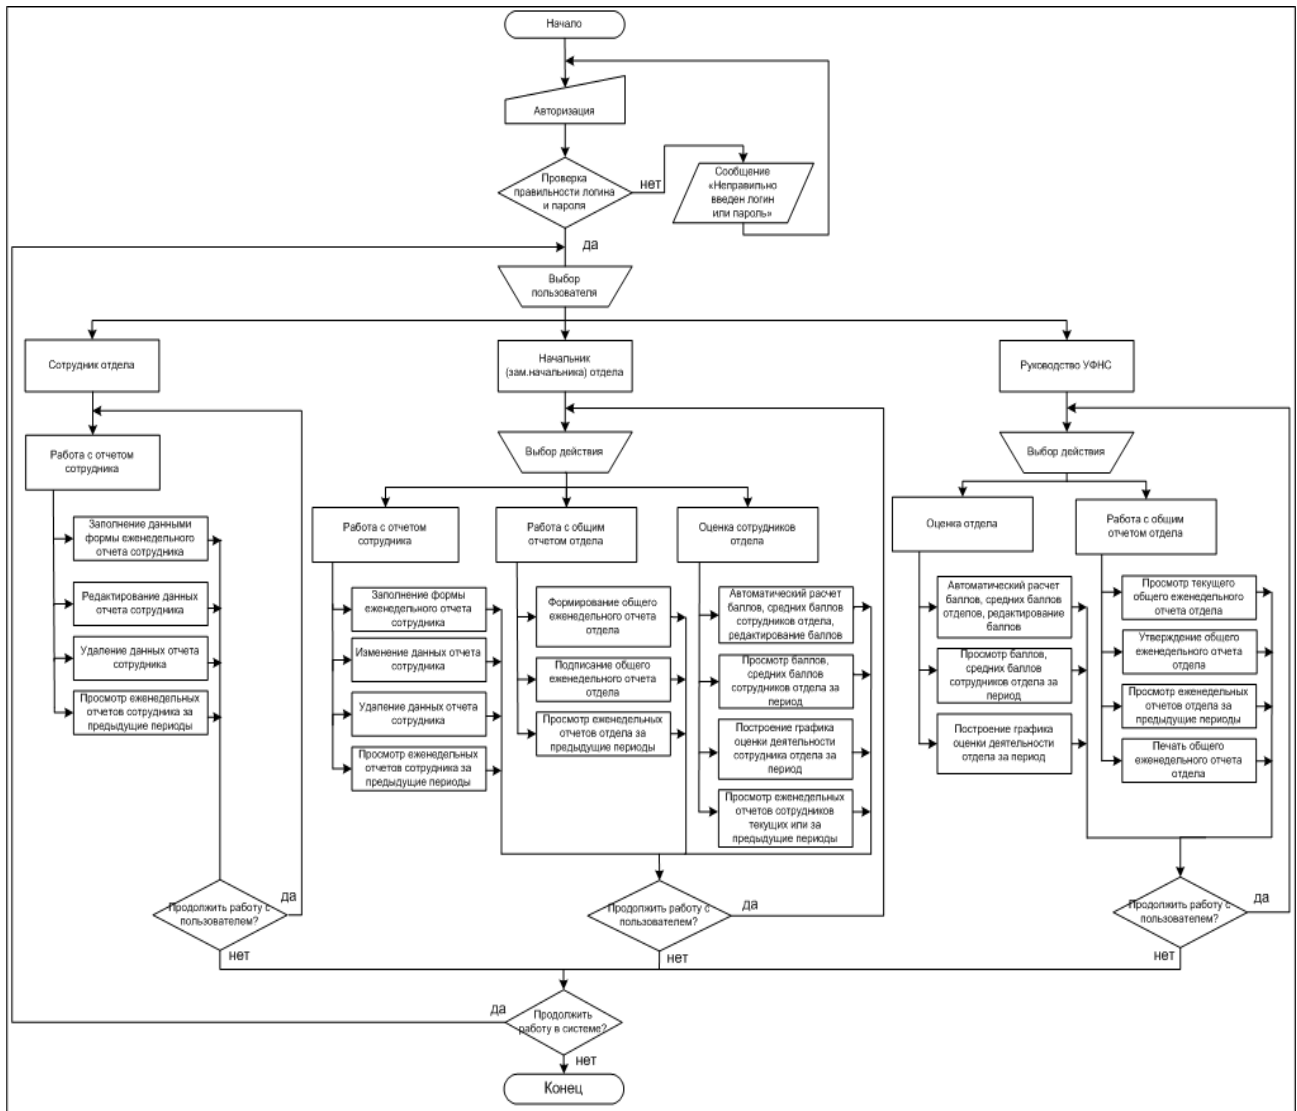 Начало
Авторизация
Проверка
правильности логина
и пароля
нет
Сообщение
«Неправильно
введен логин
или пароль»
да
Выбор
пользователя
Сотрудник отдела
Начальник
(зам.начальника) отдела
Руководство УФНС
Работа с отчетом
сотрудника
Выбор действия
Выбор действия
Заполнение данными
формы еженедельного
отчета сотрудника
Редактирование данных
отчета сотрудника
Удаление данных отчета
сотрудника
Просмотр еженедельных
отчетов сотрудника за
предыдущие периоды
Работа с отчетом
сотрудника
Работа с общим
отчетом отдела
Оценка сотрудников
отдела
Заполнение формы
еженедельного отчета
сотрудника
Изменение данных отчета
сотрудника
Удаление данных отчета
сотрудника
Просмотр еженедельных
отчетов сотрудника за
предыдущие периоды
Формирование общего
еженедельного отчета
отдела
Подписание общего
еженедельного отчета
отдела
Просмотр еженедельных
отчетов отдела за
предыдущие периоды
Автоматический расчет
баллов, средних баллов
сотрудников отдела,
редактирование баллов
Просмотр баллов,
средних баллов
сотрудников отдела за
период
Построение графика
оценки деятельности
сотрудника отдела за
период
Просмотр еженедельных
отчетов сотрудников
текущих или за
предыдущие периоды
Оценка отдела
Работа с общим
отчетом отдела
Автоматический расчет
баллов, средних баллов
отделов, редактирование
баллов
Просмотр баллов,
средних баллов
сотрудников отдела за
период
Построение графика
оценки деятельности
отдела за период
Просмотр текущего
общего еженедельного
отчета отдела
Утверждение общего
еженедельного отчета
отдела
Просмотр еженедельных
отчетов отдела за
предыдущие периоды
Печать общего
еженедельного отчета
отдела
Продолжить работу с
пользователем?
да
нет
Продолжить работу с
пользователем?
да
нет
Продолжить работу с
пользователем?
да
нет
Продолжить
работу в системе?
да
нет
Конец